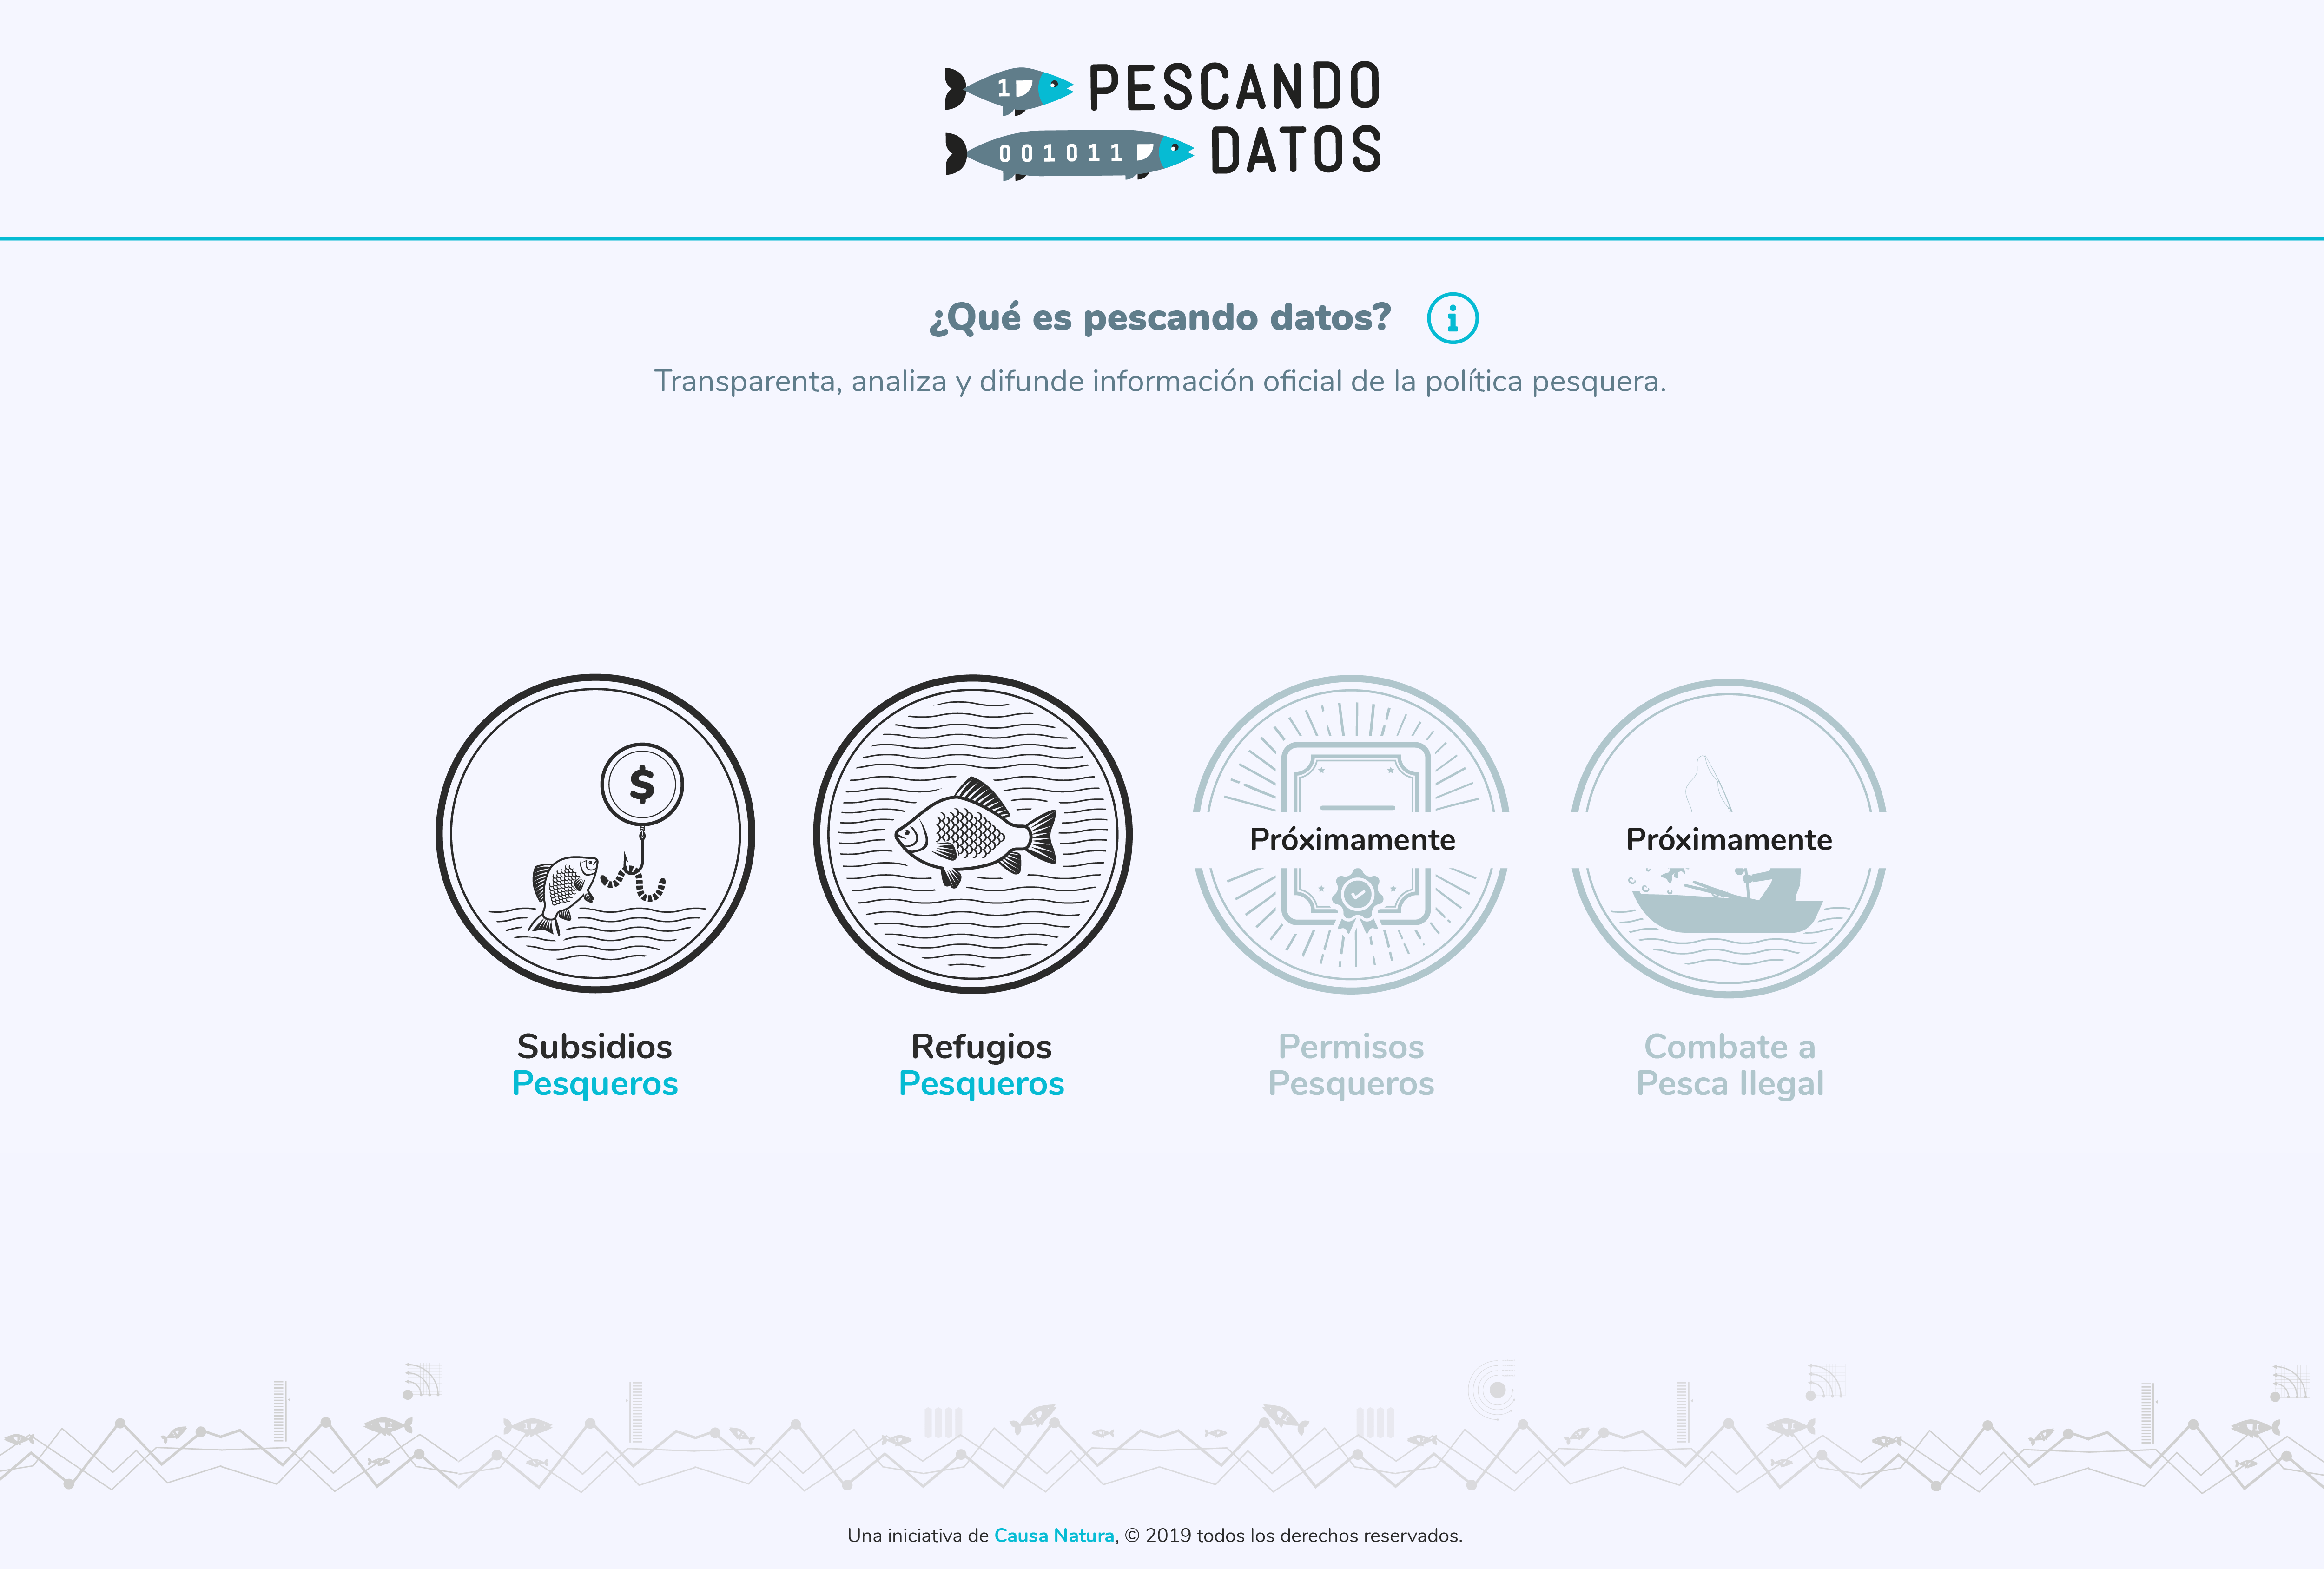 1 PESCANDO
001011 DATOS
¿Qué es pescando datos? i
Transparenta, analiza y difunde información oficial de la política pesquera.
$
Próximamente
Próximamente
Subsidios
Pesqueros
Refugios
Pesqueros
Permisos
Pesqueros
Combate a
Pesca Ilegal
Una iniciativa de Causa Natura, © 2019 todos los derechos reservados.